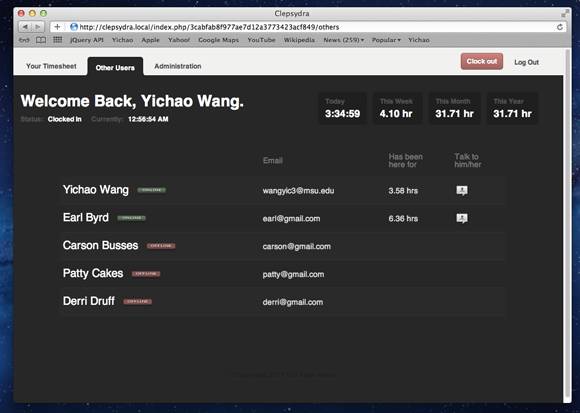 Clepsydra
http://clepsydra.local/index.php/3cabfab8f977ae7d12a3773423acf849/others
jQuery API Yichao Apple Yahoo! Google Maps YouTube Wikipedia News (259) Popular Yichao
Your Timesheet Other Users Administration Clock out Log Out
Welcome Back, Yichao Wang.
Status: Clocked In Currently: 12:56:54 AM
Today This Week This Month This Year
3:34:59 4.10 hr 31.71 hr 31.71 hr
Email Has been here for Talk to him/her
Yichao Wang ONLINE wangyic3@msu.edu 3.58 hrs
Earl Byrd ONLINE earl@gmail.com 6.36 hrs
Carson Busses OFFLINE carson@gmail.com
Patty Cakes OFFLINE patty@gmail.com
Derri Druff OFFLINE derri@gmail.com